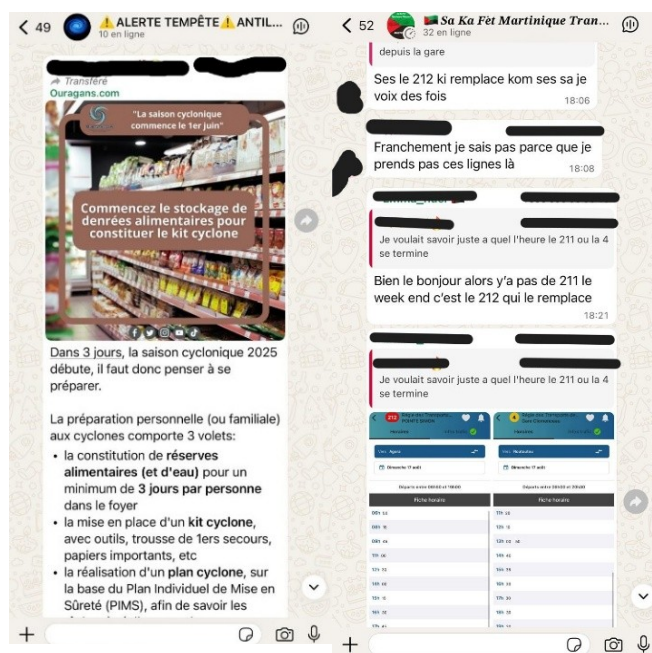 49
⚠ALERTE TEMPÊTE⚠ ANTIL...
10 en ligne
Transféré
Ouragans.com
"La saison cyclonique
commence le 1er juin"
Commencez le stockage de
denrées alimentaires pour
constituer le kit cyclone
Dans 3 jours, la saison cyclonique 2025
débute, il faut donc penser à se
préparer.
La préparation personnelle (ou familiale)
aux cyclones comporte 3 volets:
• la constitution de réserves
alimentaires (et d'eau) pour un
minimum de 3 jours par personne
dans le foyer
• la mise en place d'un kit cyclone,
avec outils, trousse de 1ers secours,
papiers importants, etc
• la réalisation d'un plan cyclone, sur
la base du Plan Individuel de Mise en
Sûreté (PIMS), afin de savoir les
52
Sa Ka Fèt Martinique Tran...
32 en ligne
depuis la gare
Ses le 212 ki remplace kom ses sa je
voix des fois
18:06
Franchement je sais pas parce que je
prends pas ces lignes là
18:08
Je voulait savoir juste a quel l'heure le 211 ou la 4
se termine
Bien le bonjour alors y'a pas de 211 le
week end c'est le 212 qui le remplace
18:21
Je voulait savoir juste a quel l'heure le 211 ou la 4
se termine
212
POINTE SIMON
Horaires
Vers
Dimanche 17 août
Fiche horaire
4
Horaires
Vers
Dimanche 17 août
Fiche horaire